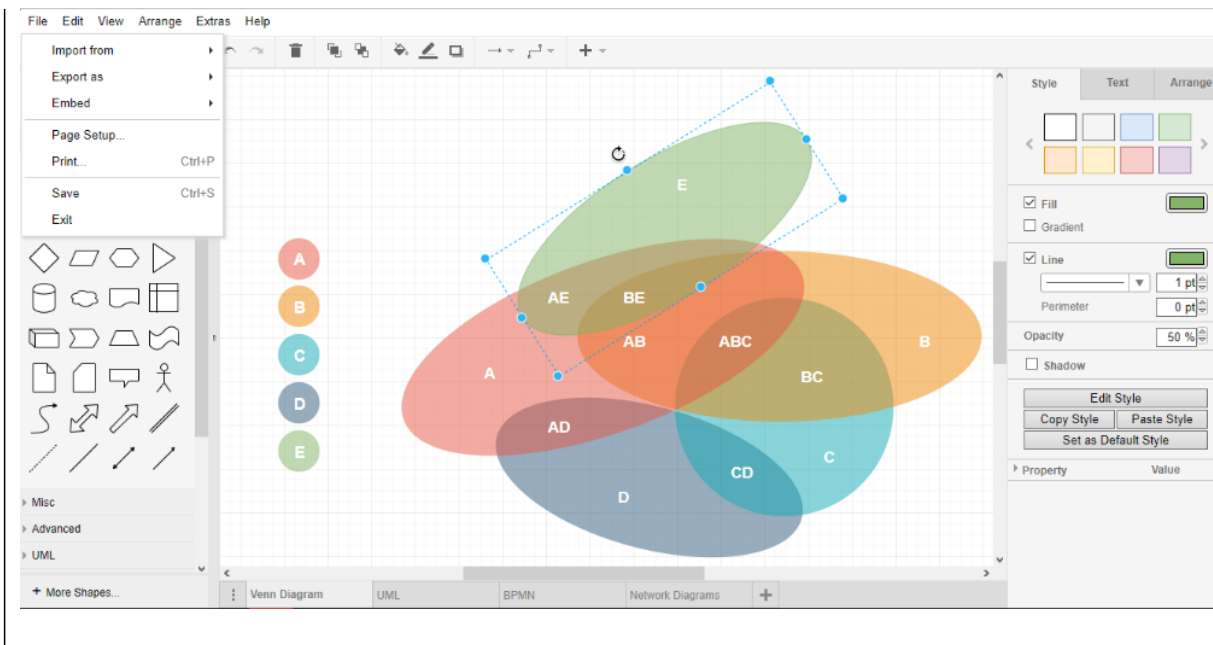 File Edit View Arrange Extras Help
Import from
Export as
Embed
Page Setup...
Print... Ctrl+P
Save Ctrl+S
Exit
A
B
C
D
E
E
AE BE
AB ABC B
A BC
AD
C
CD
D
Style Text Arrange
Fill
Gradient
Line
1 pt
Perimeter 0 pt
Opacity 50 %
Shadow
Edit Style
Copy Style Paste Style
Set as Default Style
Property Value
Misc
Advanced
UML
+ More Shapes...
Venn Diagram UML BPMN Network Diagrams